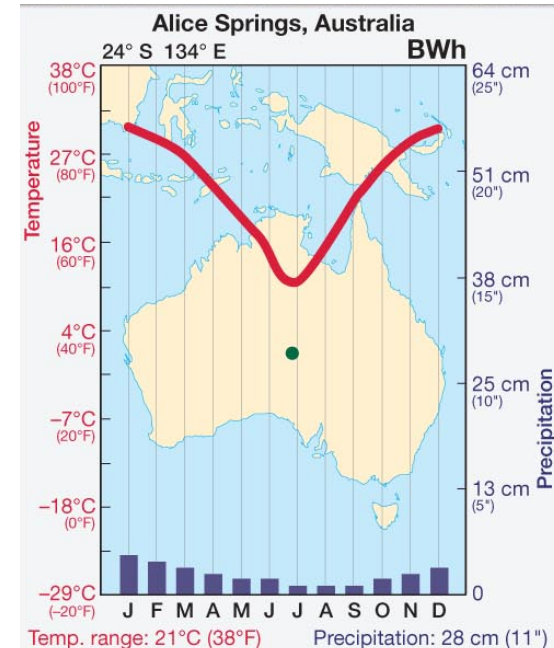 Alice Springs, Australia
24° S 134° E BWh
38°C
(100°F)
27°C
(80°F)
16°C
(60°F)
4°C
(40°F)
–7°C
(20°F)
–18°C
(0°F)
–29°C
(–20°F)
Temperature
64 cm
(25")
51 cm
(20")
38 cm
(15")
25 cm
(10")
13 cm
(5")
0
Precipitation
J F M A M J J A S O N D
Temp. range: 21°C (38°F) Precipitation: 28 cm (11")